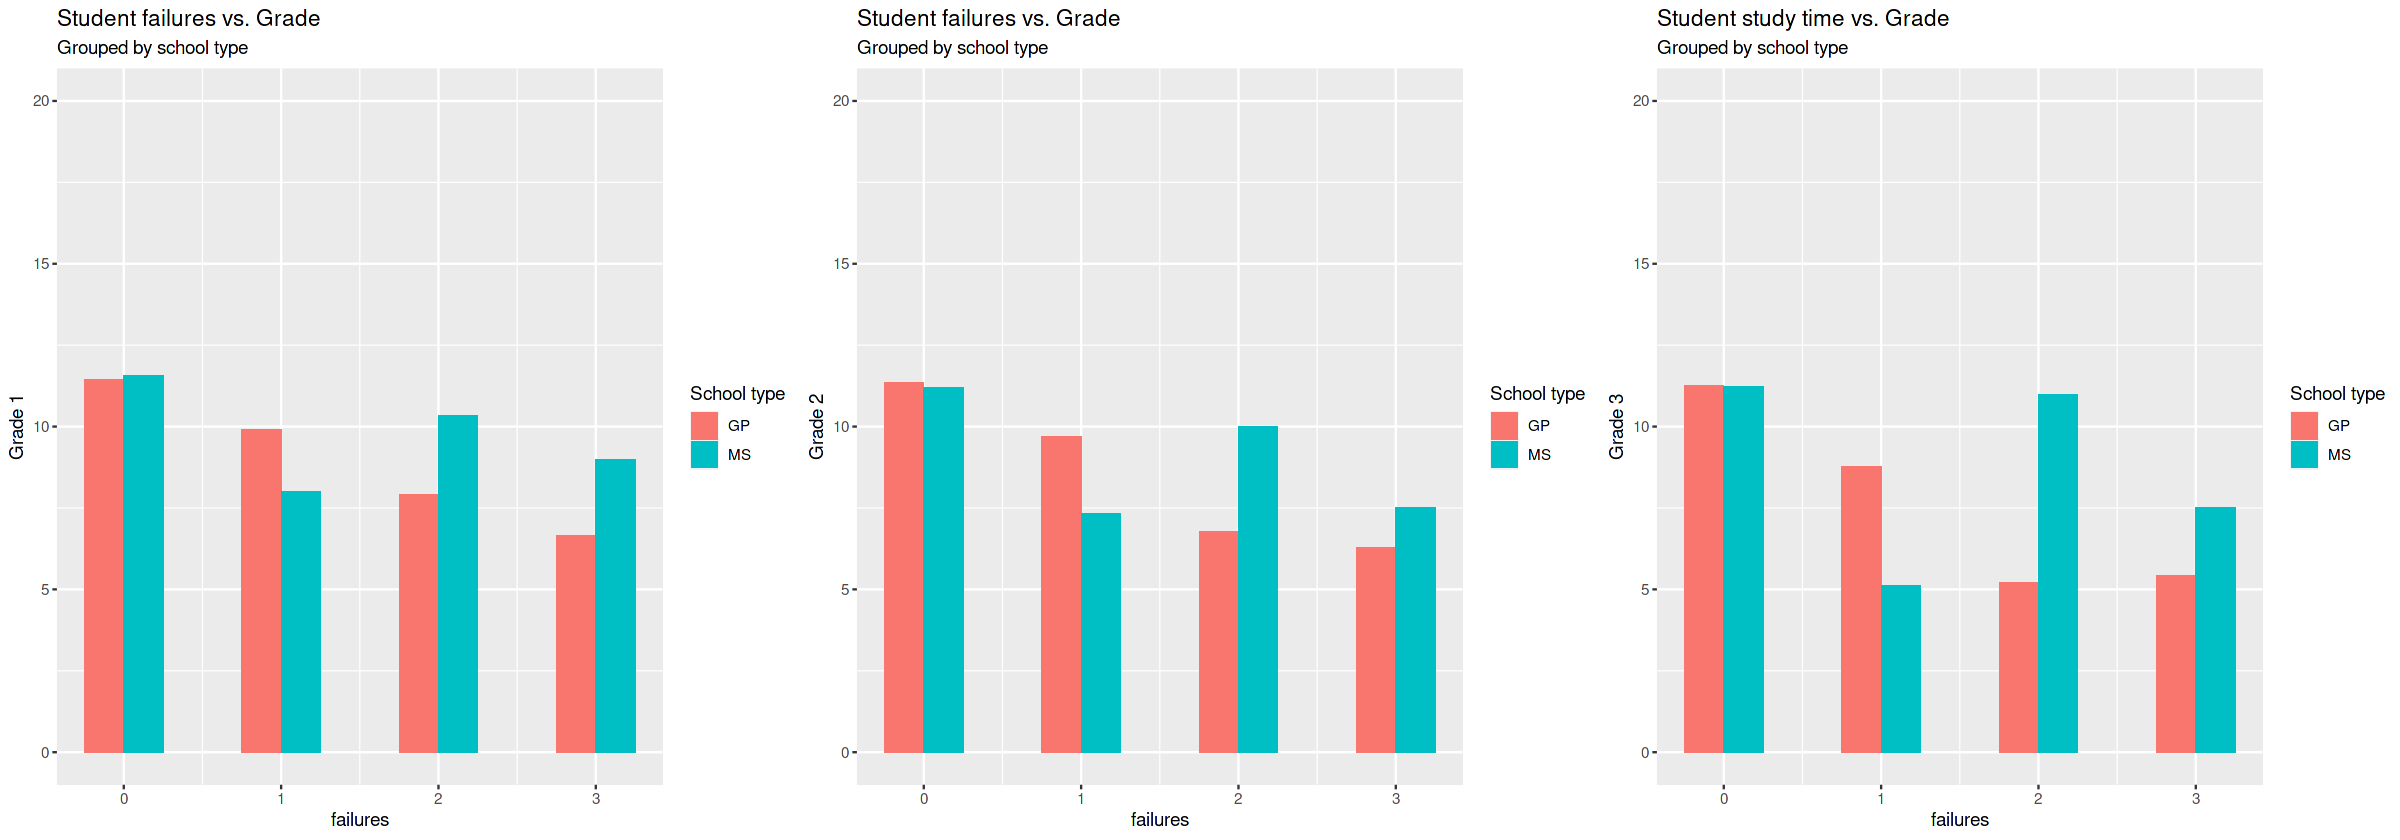 Student failures vs. Grade
Grouped by school type
20
15
10
5
0
Grade 1
0 1 2 3
failures
School type
GP
MS
Student failures vs. Grade
Grouped by school type
20
15
10
5
0
Grade 2
0 1 2 3
failures
School type
GP
MS
Student study time vs. Grade
Grouped by school type
20
15
10
5
0
Grade 3
0 1 2 3
failures
School type
GP
MS